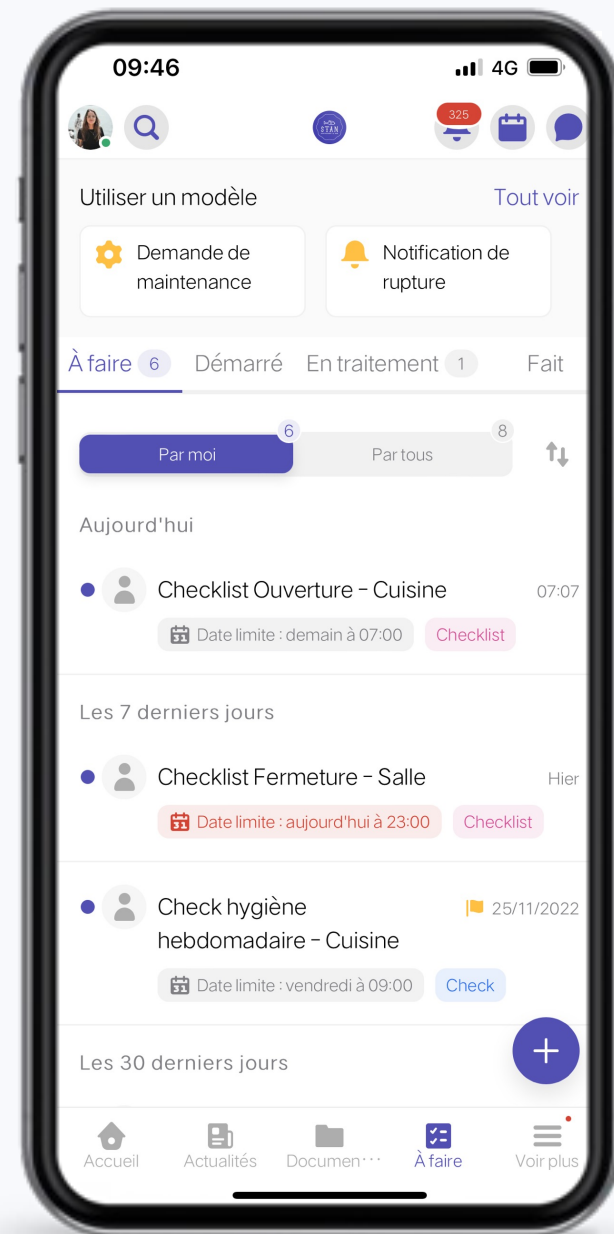 09:46
4G
STAN
325
Utiliser un modèle
Tout voir
Demande de
maintenance
Notification de
rupture
À faire 6
Démarré
En traitement 1
Fait
Par moi
6
Par tous
8
Aujourd'hui
Checklist Ouverture - Cuisine
07:07
31
Date limite : demain à 07:00
Checklist
Les 7 derniers jours
Checklist Fermeture - Salle
Hier
31
Date limite : aujourd'hui à 23:00
Checklist
Check hygiène
hebdomadaire - Cuisine
25/11/2022
31
Date limite : vendredi à 09:00
Check
Les 30 derniers jours
Accueil
Actualités
Documen···
À faire
Voir plus